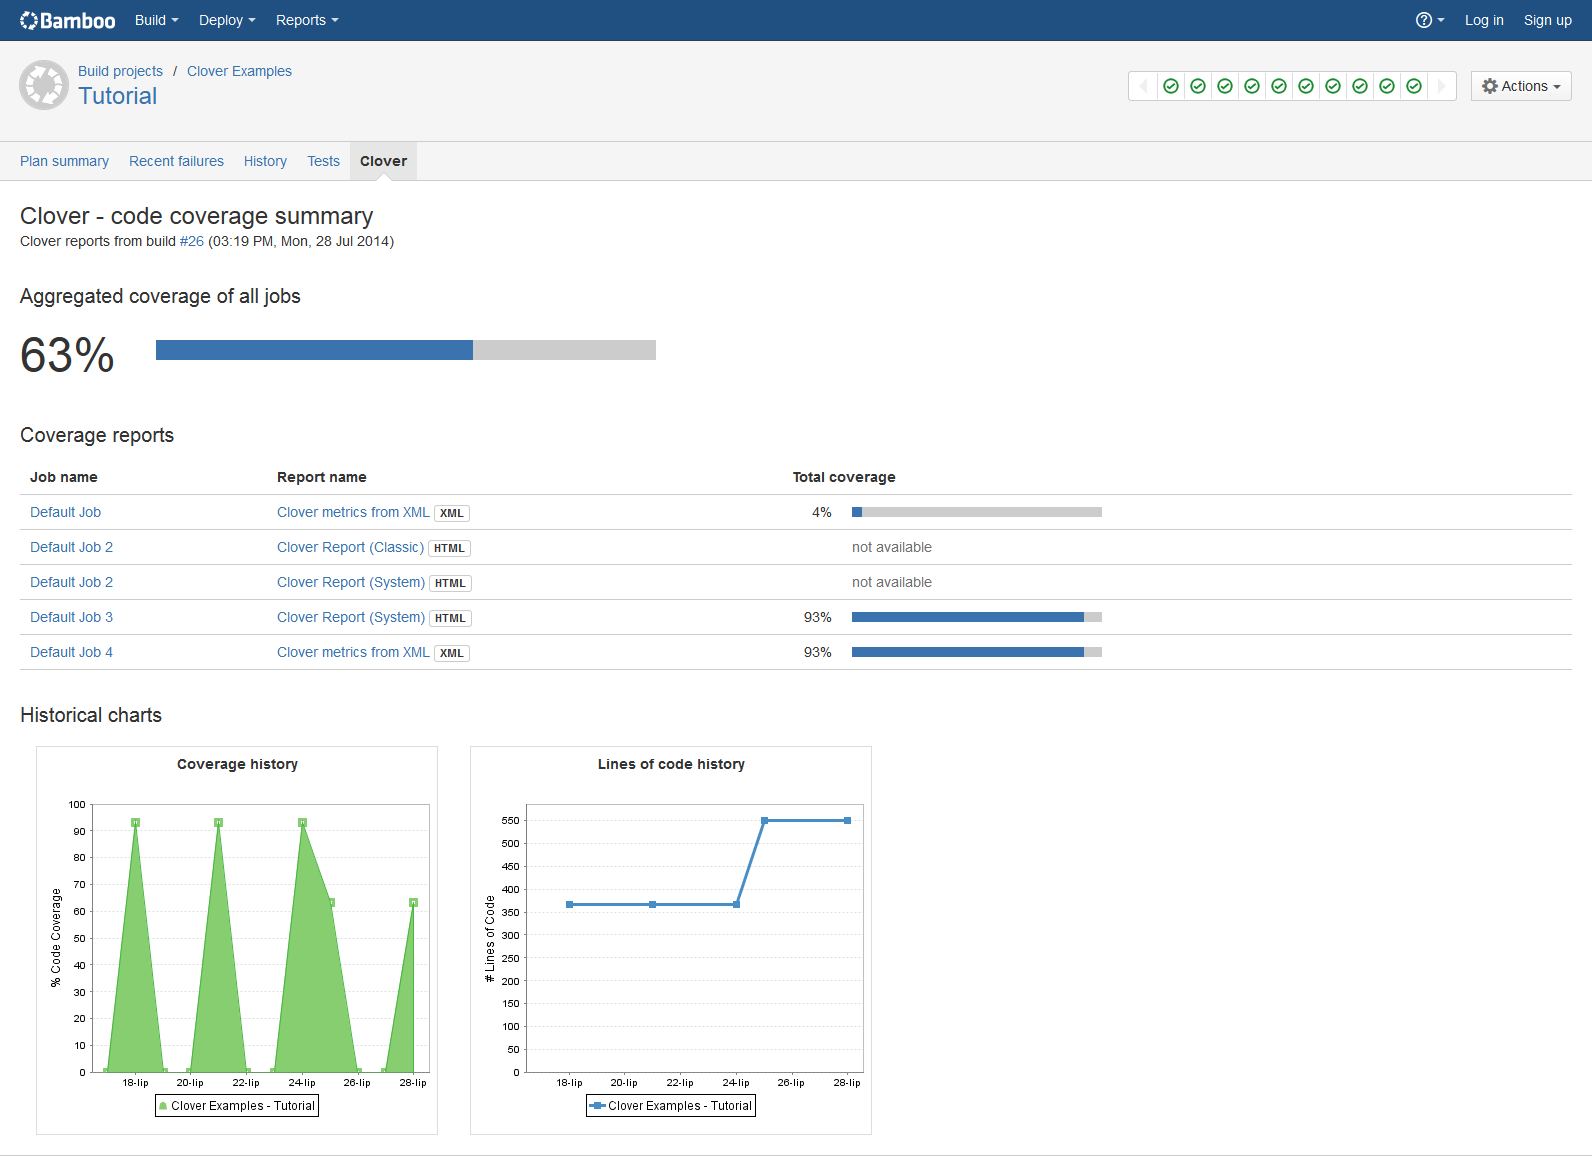 Bamboo Build Deploy Reports Log in Sign up
Build projects / Clover Examples
Tutorial
Actions
Plan summary Recent failures History Tests Clover
Clover - code coverage summary
Clover reports from build #26 (03:19 PM, Mon, 28 Jul 2014)
Aggregated coverage of all jobs
63%
Coverage reports
Job name Report name Total coverage
Default Job Clover metrics from XML XML 4%
Default Job 2 Clover Report (Classic) HTML not available
Default Job 2 Clover Report (System) HTML not available
Default Job 3 Clover Report (System) HTML 93%
Default Job 4 Clover metrics from XML XML 93%
Historical charts
Coverage history
100
90
80
70
60
50
40
30
20
10
0
% Code Coverage
18-lip 20-lip 22-lip 24-lip 26-lip 28-lip
Clover Examples - Tutorial
Lines of code history
550
500
450
400
350
300
250
200
150
100
50
0
# Lines of Code
18-lip 20-lip 22-lip 24-lip 26-lip 28-lip
Clover Examples - Tutorial